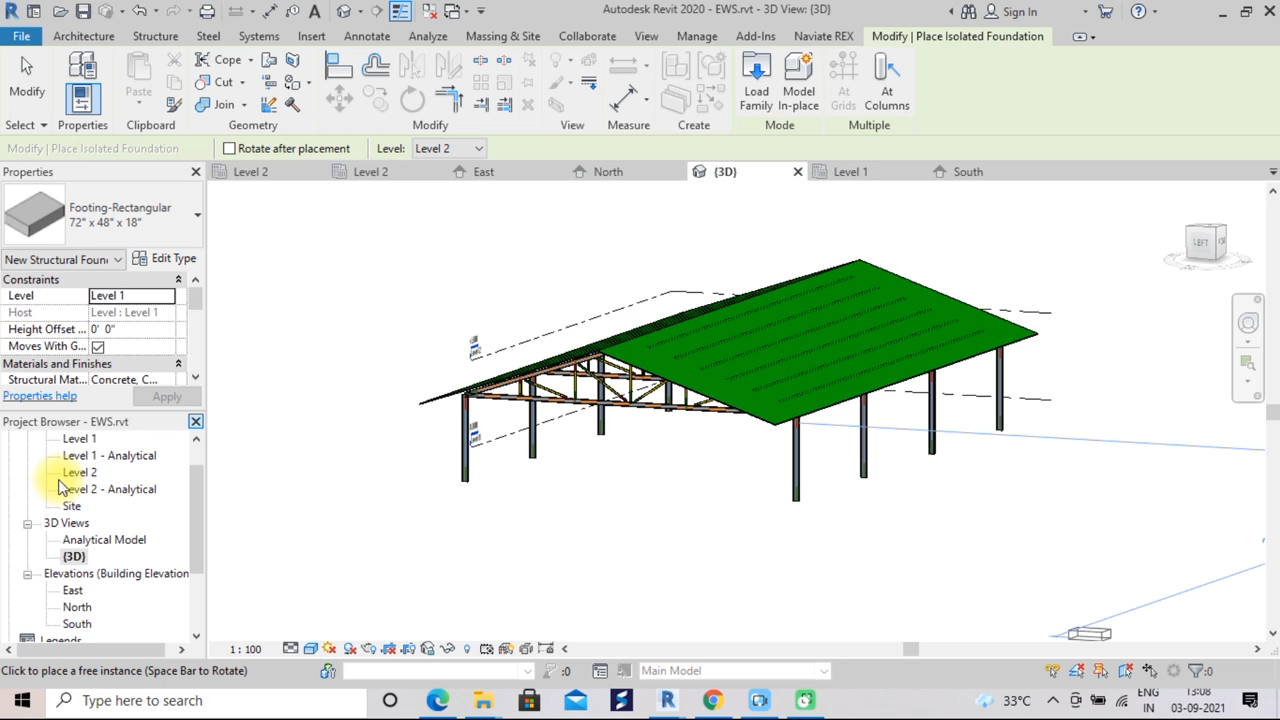 Autodesk Revit 2020 - EWS.rvt - 3D View: {3D}
Sign In
File Architecture Structure Steel Systems Insert Annotate Analyze Massing & Site Collaborate View Manage Add-Ins Naviate REX Modify | Place Isolated Foundation
Modify
Paste
Cope
Cut
Join
Load Family
Model In-place
At Grids
At Columns
Select Properties Clipboard Geometry Modify View Measure Create Mode Multiple
Modify | Place Isolated Foundation Rotate after placement Level: Level 2
Properties
Level 2 Level 2 East North {3D} Level 1 South
Footing-Rectangular
72" x 48" x 18"
New Structural Foun Edit Type
Constraints
Level Level 1
Host Level : Level 1
Height Offset ... 0' 0"
Moves With G...
Materials and Finishes
Structural Mat... Concrete, C...
Properties help Apply
LEFT
Project Browser - EWS.rvt
Level 1
Level 1 - Analytical
Level 2
Level 2 - Analytical
Site
3D Views
Analytical Model
{3D}
Elevations (Building Elevation
East
North
South
Legends
1 : 100
Click to place a free instance (Space Bar to Rotate) :0 Main Model :0
Type here to search
33°C
ENG
IN
13:08
03-09-2021